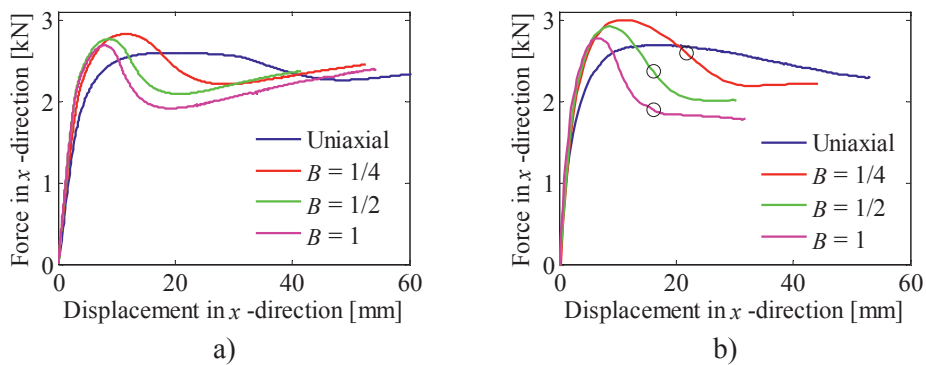 3
2
1
0
Force in x -direction [kN]
Uniaxial
B = 1/4
B = 1/2
B = 1
0
20
40
60
Displacement in x -direction [mm]
a)
3
2
1
0
Force in x -direction [kN]
Uniaxial
B = 1/4
B = 1/2
B = 1
0
20
40
60
Displacement in x -direction [mm]
b)